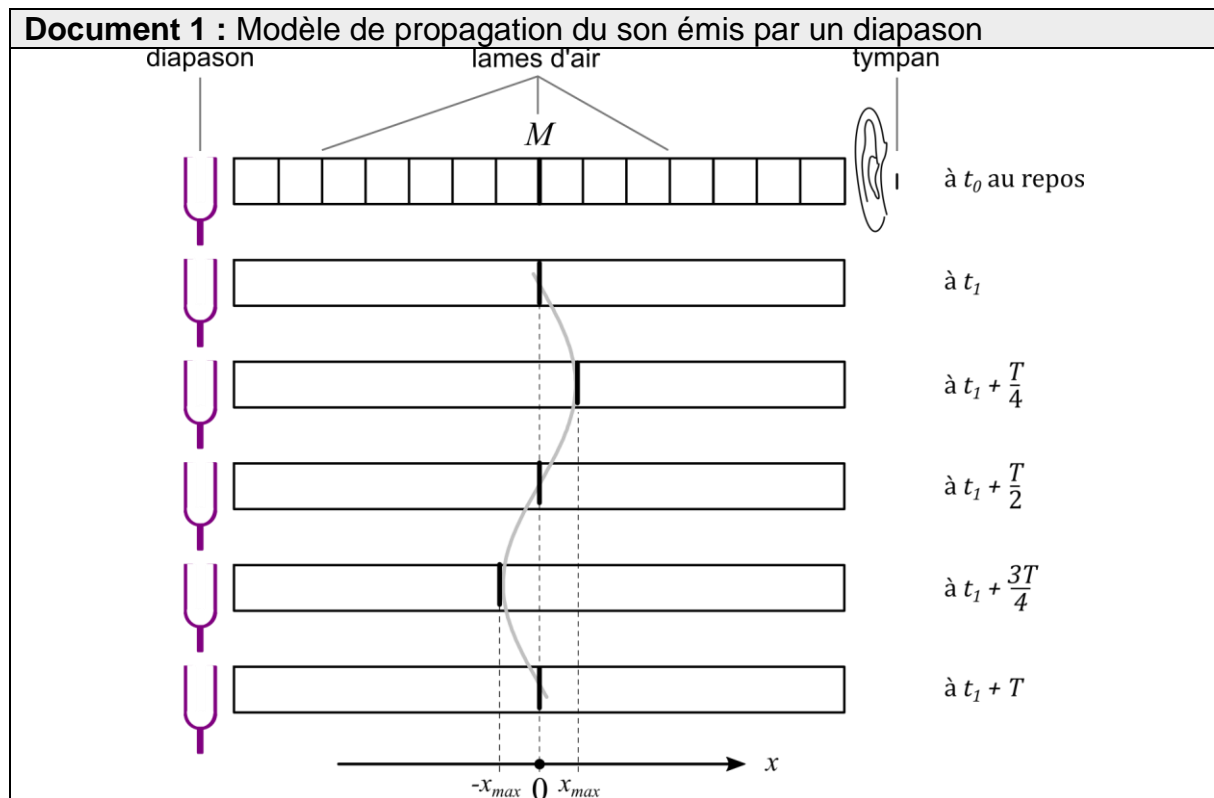 Document 1 : Modèle de propagation du son émis par un diapason
diapason lames d'air tympan
M
à t₀ au repos
à t₁
à t₁ + T/4
à t₁ + T/2
à t₁ + 3T/4
à t₁ + T
x
-xₘₐₓ 0 xₘₐₓ